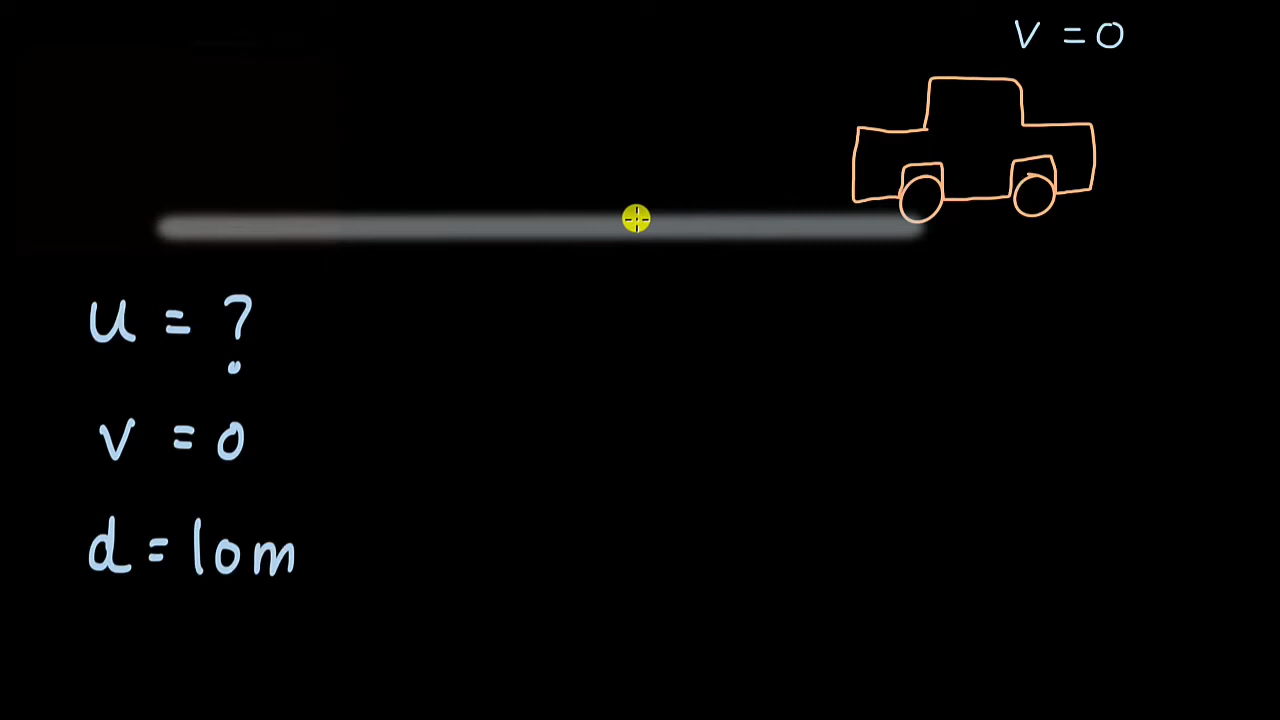 v = 0
u = ?
v = 0
d = 10m